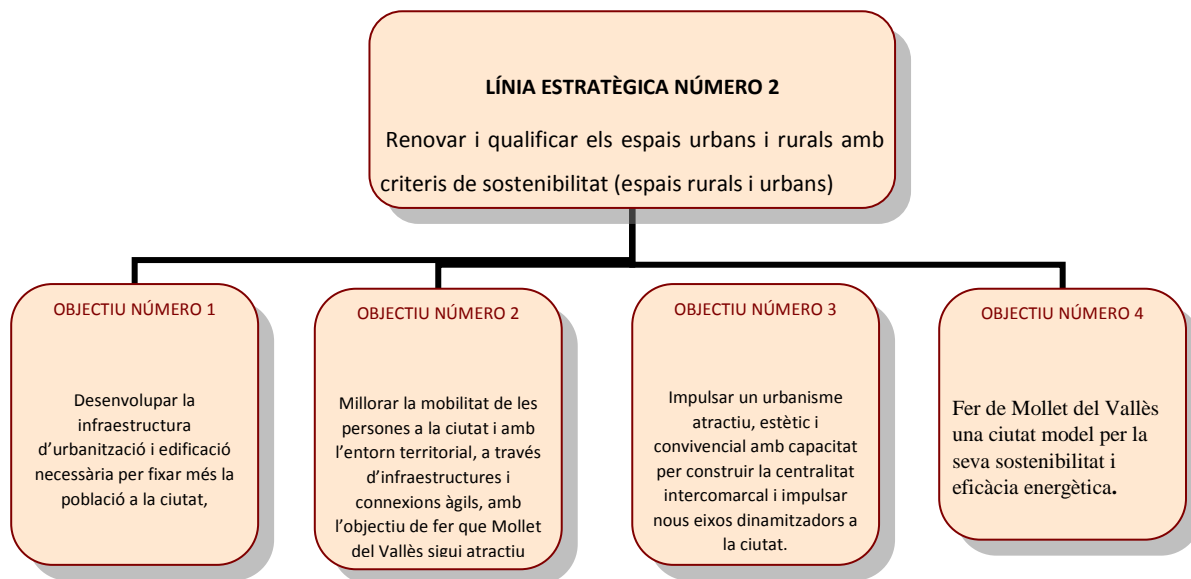 LÍNIA ESTRATÈGICA NÚMERO 2
Renovar i qualificar els espais urbans i rurals amb
criteris de sostenibilitat (espais rurals i urbans)
OBJECTIU NÚMERO 1
Desenvolupar la
infraestructura
d’urbanització i edificació
necessària per fixar més la
població a la ciutat,
OBJECTIU NÚMERO 2
Millorar la mobilitat de les
persones a la ciutat i amb
l’entorn territorial, a través
d’infraestructures i
connexions àgils, amb
l’objectiu de fer que Mollet
del Vallès sigui atractiu
OBJECTIU NÚMERO 3
Impulsar un urbanisme
atractiu, estètic i
convivencial amb capacitat
per construir la centralitat
intercomarcal i impulsar
nous eixos dinamitzadors a
la ciutat.
OBJECTIU NÚMERO 4
Fer de Mollet del Vallès
una ciutat model per la
seva sostenibilitat i
eficàcia energètica.